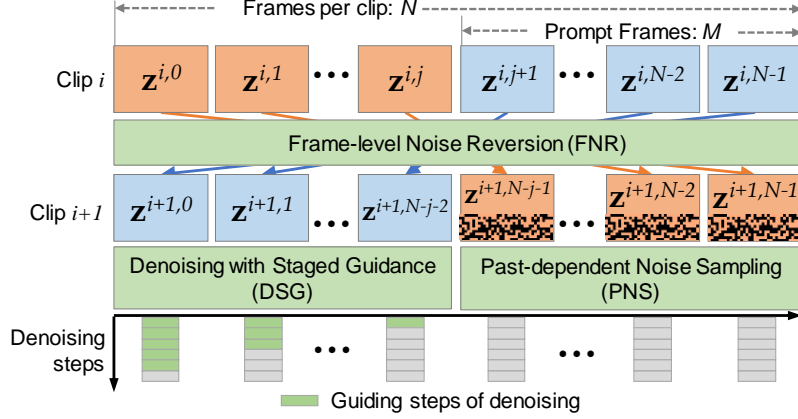 Frames per clip: N
Prompt Frames: M
Clip i
z^{i,0} z^{i,1} ••• z^{i,j} z^{i,j+1} ••• z^{i,N-2} z^{i,N-1}
Frame-level Noise Reversion (FNR)
Clip i+1
z^{i+1,0} z^{i+1,1} ••• z^{i+1,N-j-2} z^{i+1,N-j-1} ••• z^{i+1,N-2} z^{i+1,N-1}
Denoising with Staged Guidance
(DSG)
Past-dependent Noise Sampling
(PNS)
Denoising
steps
••• •••
Guiding steps of denoising